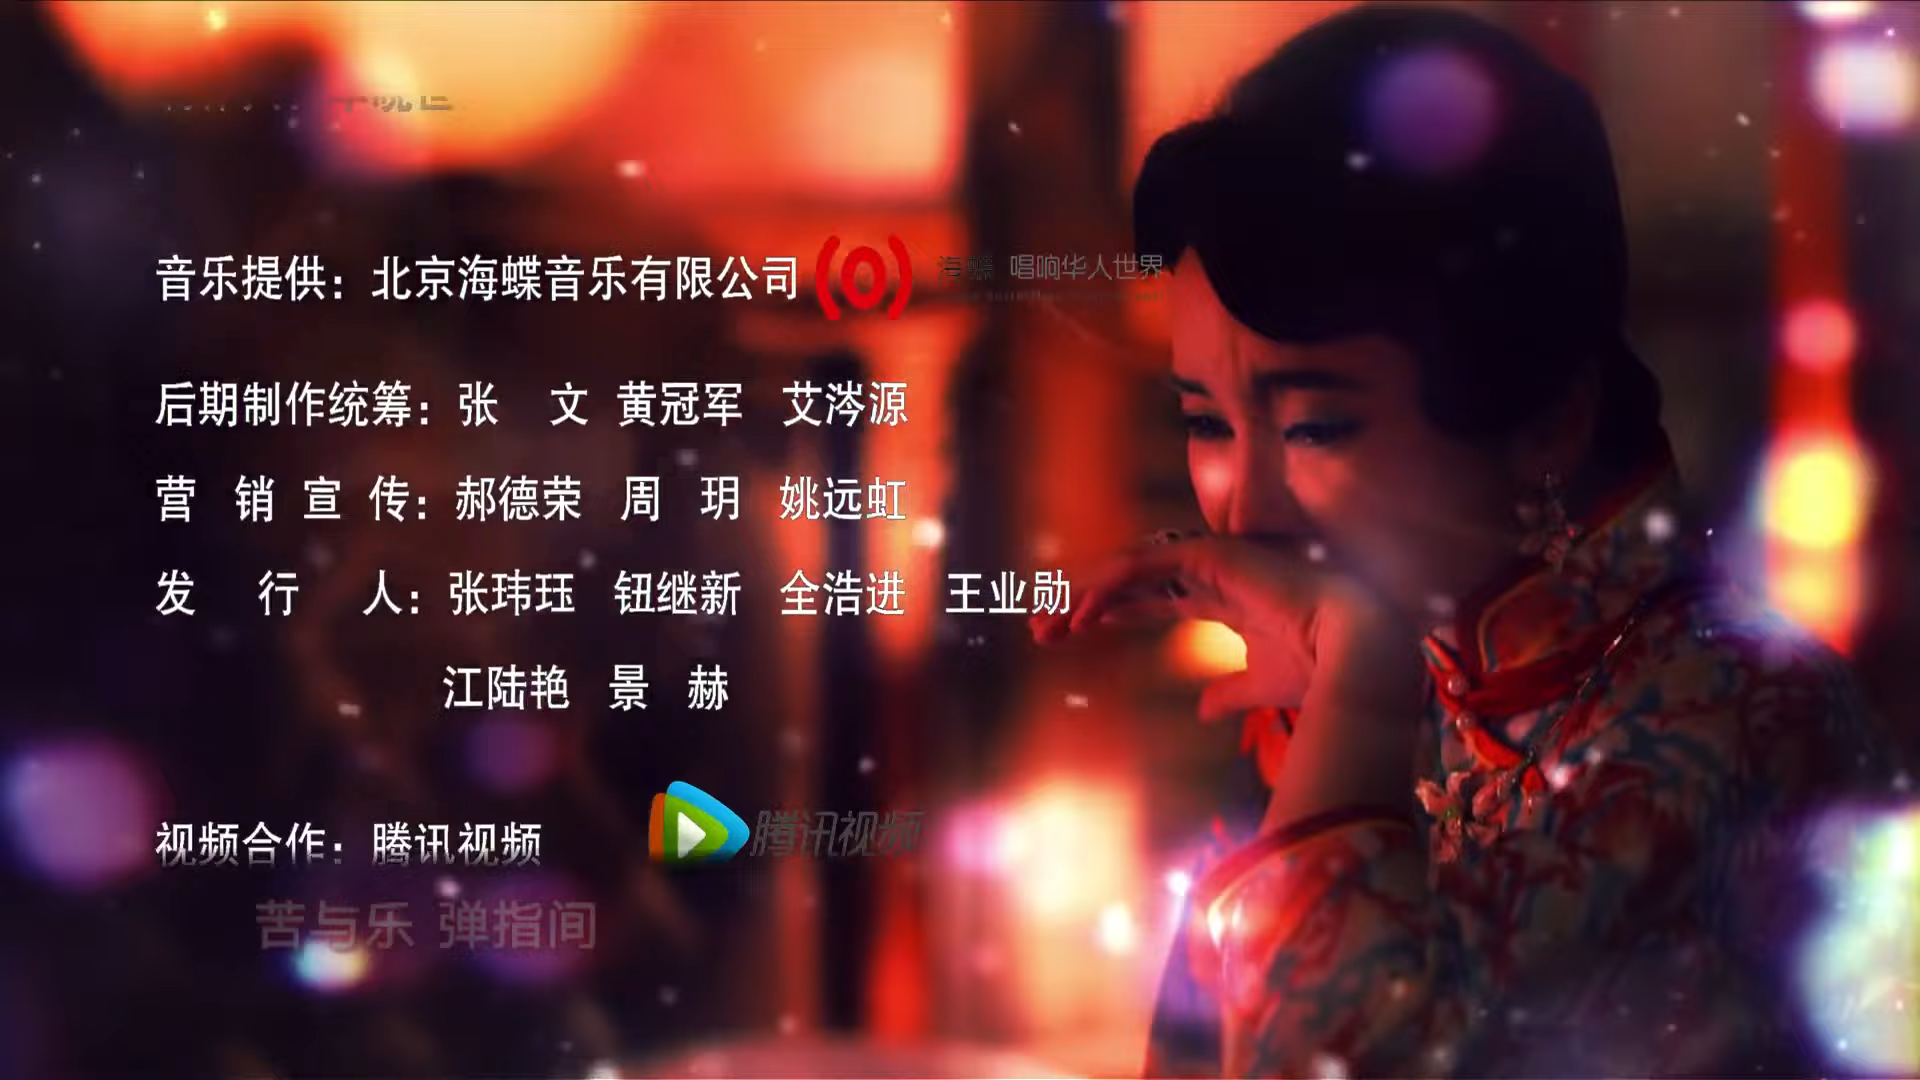 音乐提供：北京海蝶音乐有限公司 海蝶 唱响华人世界
后期制作统筹：张 文 黄冠军 艾涔源
营销宣传：郝德荣 周 玥 姚远虹
发行人：张玮珏 钮继新 全浩进 王业勋
江陆艳 景 赫
视频合作：腾讯视频 腾讯视频
苦与乐 弹指间